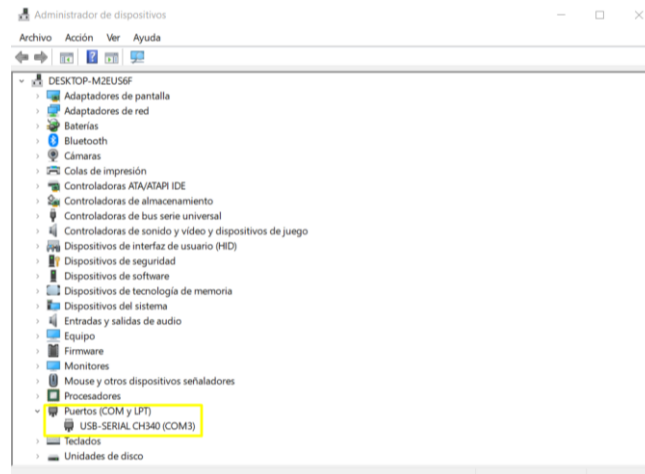 Administrador de dispositivos
Archivo Acción Ver Ayuda
DESKTOP-M2EUS6F
Adaptadores de pantalla
Adaptadores de red
Baterías
Bluetooth
Cámaras
Colas de impresión
Controladoras ATA/ATAPI IDE
Controladoras de almacenamiento
Controladoras de bus serie universal
Controladoras de sonido y vídeo y dispositivos de juego
Dispositivos de interfaz de usuario (HID)
Dispositivos de seguridad
Dispositivos de software
Dispositivos de tecnología de memoria
Dispositivos del sistema
Entradas y salidas de audio
Equipo
Firmware
Monitores
Mouse y otros dispositivos señaladores
Procesadores
Puertos (COM y LPT)
USB-SERIAL CH340 (COM3)
Teclados
Unidades de disco